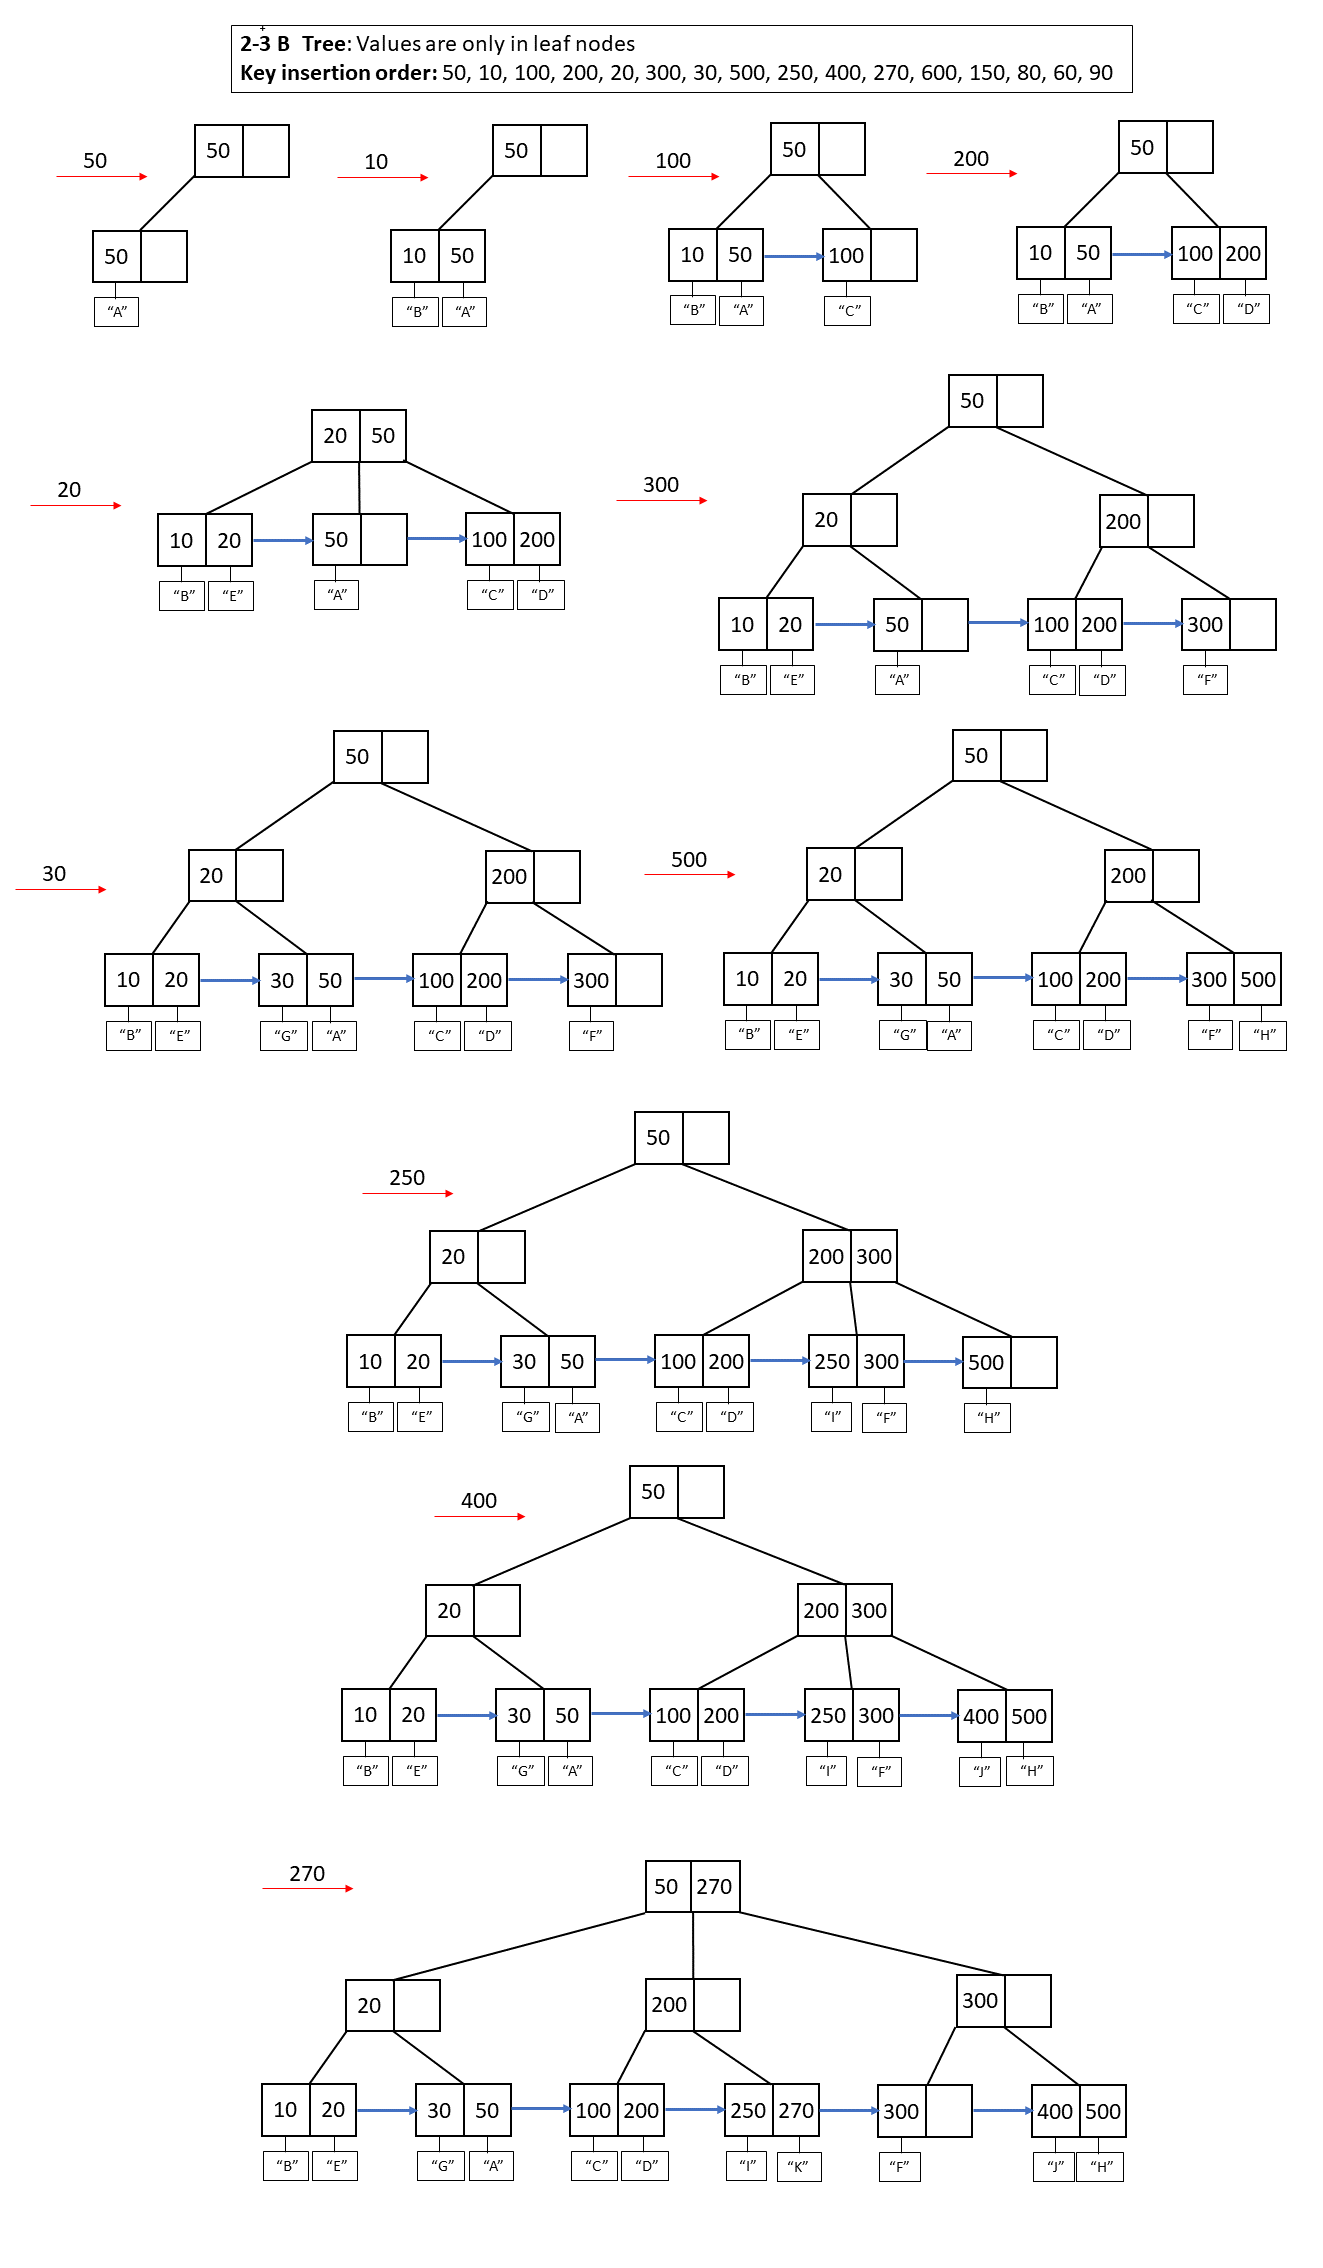 2-3⁺ B Tree: Values are only in leaf nodes
Key insertion order: 50, 10, 100, 200, 20, 300, 30, 500, 250, 400, 270, 600, 150, 80, 60, 90
50 10 100 200
50 50 50 50
50 10 50 10 50 100 10 50 100 200
“A” “B” “A” “B” “A” “C” “B” “A” “C” “D”
20
20 50
10 20 50 100 200
“B” “E” “A” “C” “D”
300
50
20 200
10 20 50 100 200 300
“B” “E” “A” “C” “D” “F”
30
50
20 200
10 20 30 50 100 200 300
“B” “E” “G” “A” “C” “D” “F”
500
50
20 200
10 20 30 50 100 200 300 500
“B” “E” “G” “A” “C” “D” “F” “H”
250
50
20 200 300
10 20 30 50 100 200 250 300 500
“B” “E” “G” “A” “C” “D” “I” “F” “H”
400
50
20 200 300
10 20 30 50 100 200 250 300 400 500
“B” “E” “G” “A” “C” “D” “I” “F” “J” “H”
270
50 270
20 200 300
10 20 30 50 100 200 250 270 300 400 500
“B” “E” “G” “A” “C” “D” “I” “K” “F” “J” “H”